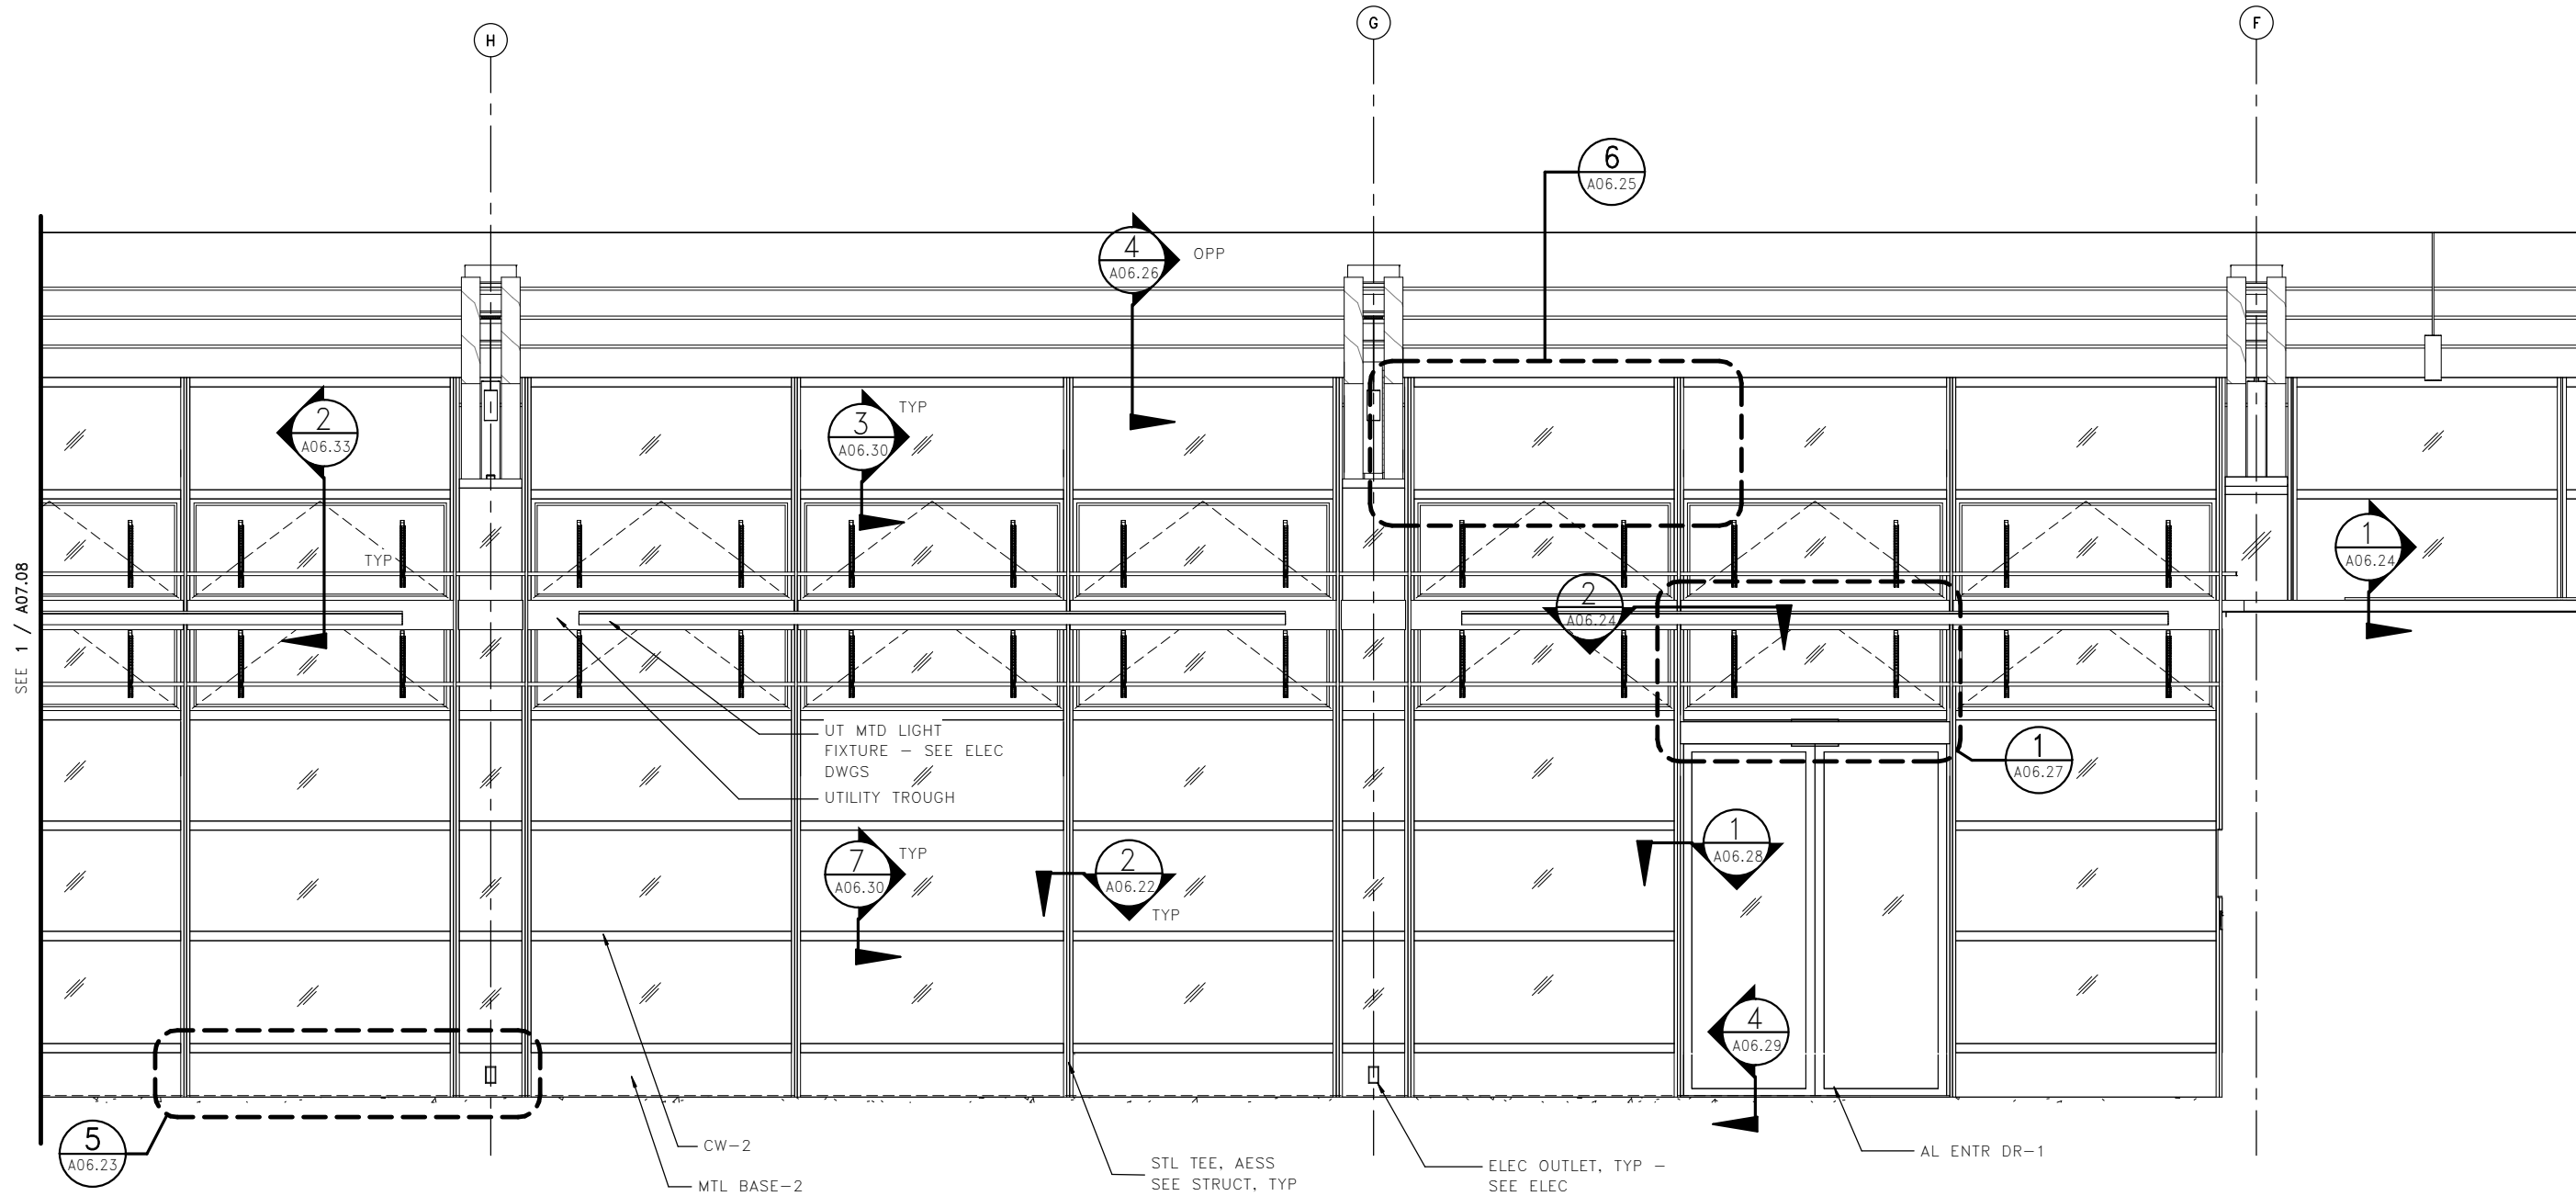 H
G
F
6
A06.25
4
A06.26
OPP
2
A06.33
TYP
3
A06.30
TYP
1
A06.24
2
A06.24
SEE 1 / A07.08
UT MTD LIGHT
FIXTURE – SEE ELEC
DWGS
UTILITY TROUGH
1
A06.27
7
A06.30
TYP
2
A06.22
TYP
1
A06.28
4
A06.29
5
A06.23
CW–2
MTL BASE–2
STL TEE, AESS
SEE STRUCT, TYP
ELEC OUTLET, TYP –
SEE ELEC
AL ENTR DR–1